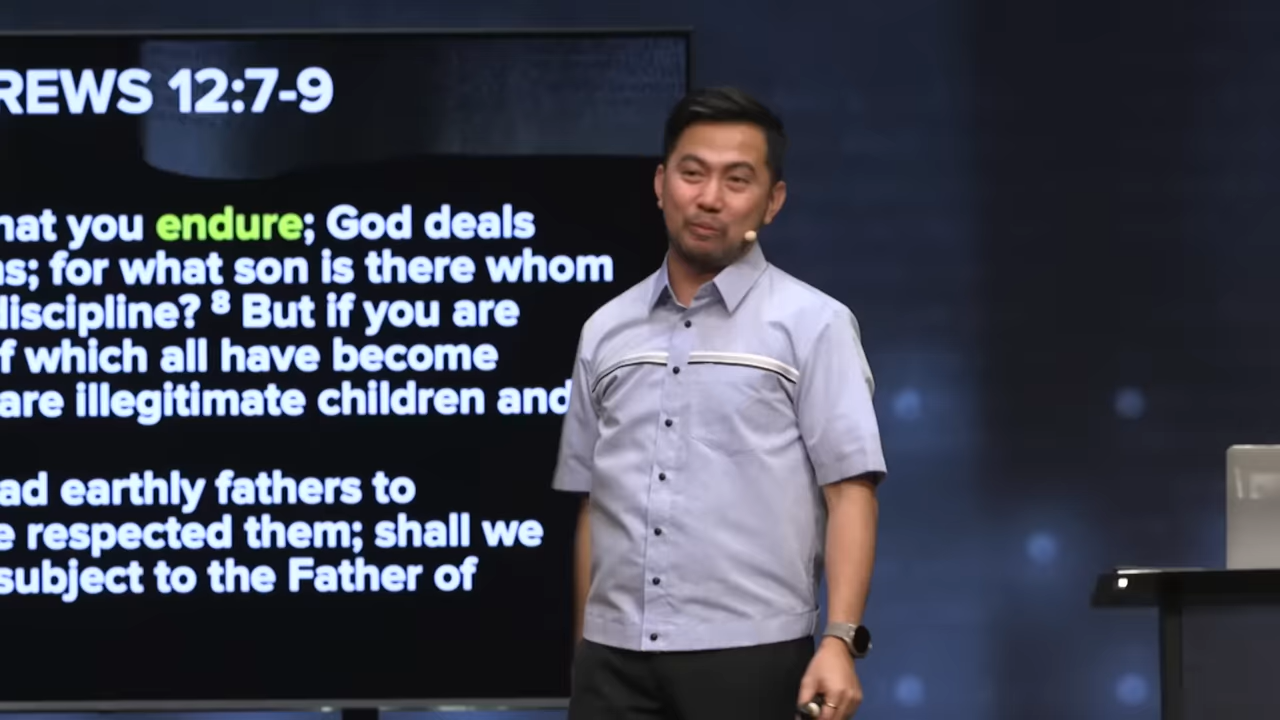 REWS 12:7-9
hat you endure; God deals
ns; for what son is there whom
discipline? 8 But if you are
f which all have become
are illegitimate children and
ad earthly fathers to
e respected them; shall we
subject to the Father of